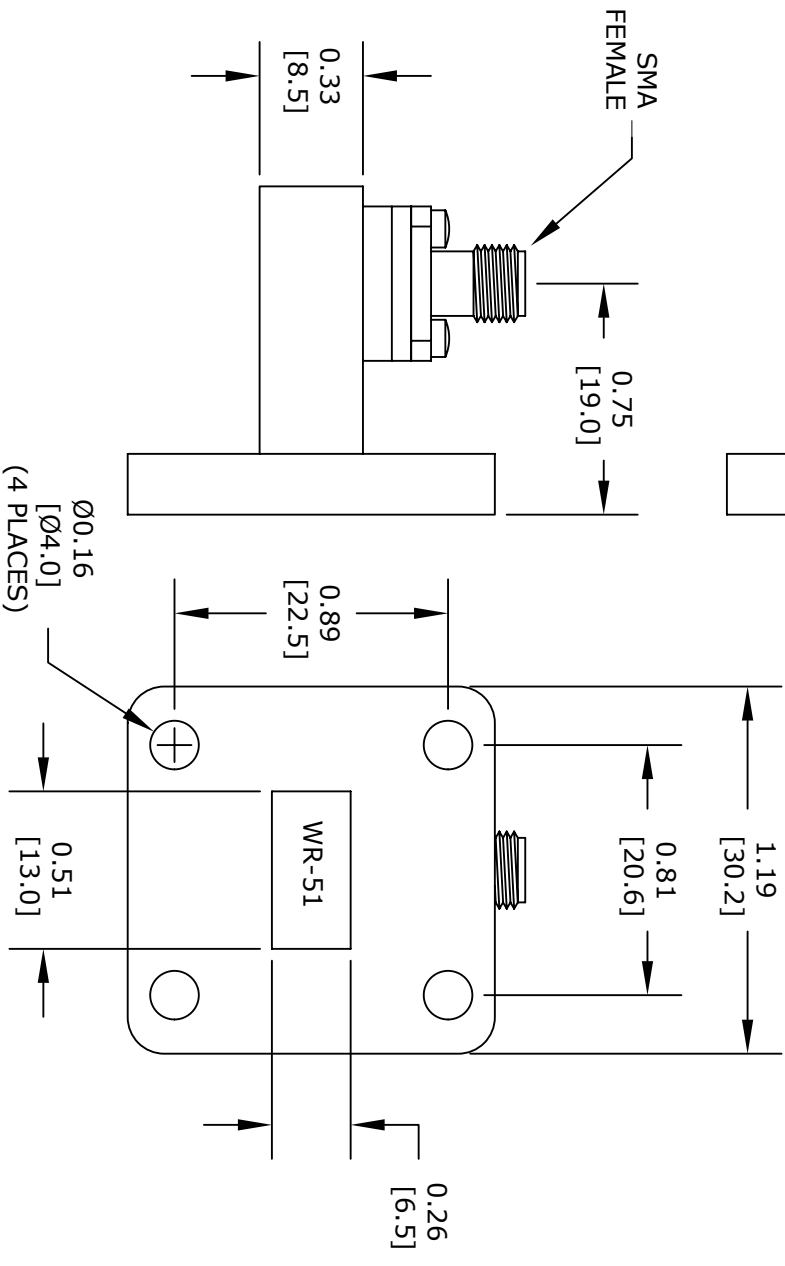 SMA
FEMALE
0.33
[8.5]
0.75
[19.0]
Ø0.16
[Ø4.0]
(4 PLACES)
0.89
[22.5]
1.19
[30.2]
0.81
[20.6]
WR-51
0.51
[13.0]
0.26
[6.5]